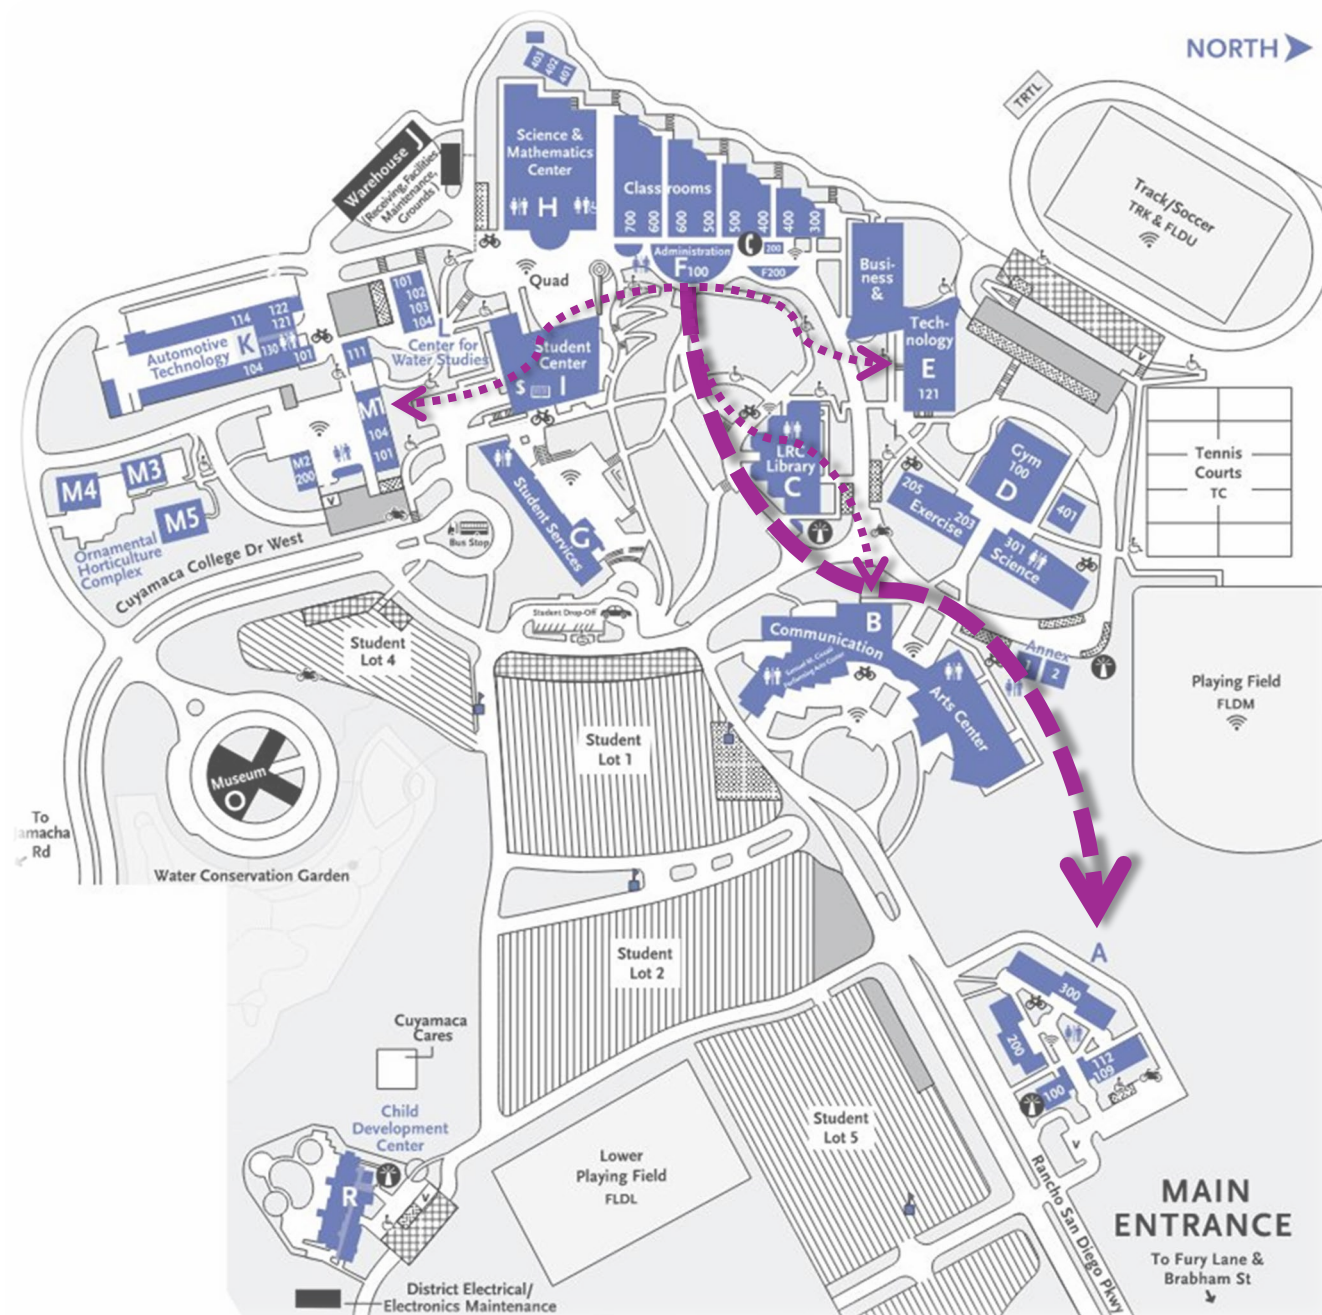 NORTH
403
402
401
TRTL
Science &
Mathematics
Center
H
Classrooms
700
600
600
500
500
400
400
300
Warehouse J
(Receiving, Facilities
Maintenance,
Grounds)
Track/Soccer
TRK & FLDU
Administration
F100
200
F200
Quad
Busi-
ness
&
Tech-
nology
E
121
101
102
103
104
L
Center for
Water Studies
114
122
121
Automotive
Technology
K
130
101
104
111
Student
Center
$
I
M1
104
101
M2
200
LRC
Library
C
Gym
100
D
401
Tennis
Courts
TC
205
203
Exercise
301
Science
M4
M3
M5
Ornamental
Horticulture
Complex
Cuyamaca College Dr West
V
Bus Stop
Student Services
G
Student Drop-Off
B
Communication
Arts Center
Annex
1
2
Student
Lot 4
Playing Field
FLDM
Student
Lot 1
Museum
O
To
amacha
Rd
Water Conservation Garden
Student
Lot 2
A
300
200
112
109
100
V
Cuyamaca
Cares
Child
Development
Center
R
V
Student
Lot 5
Lower
Playing Field
FLDL
Rancho San Diego Pkwy
MAIN
ENTRANCE
To Fury Lane &
Brabham St
District Electrical/
Electronics Maintenance